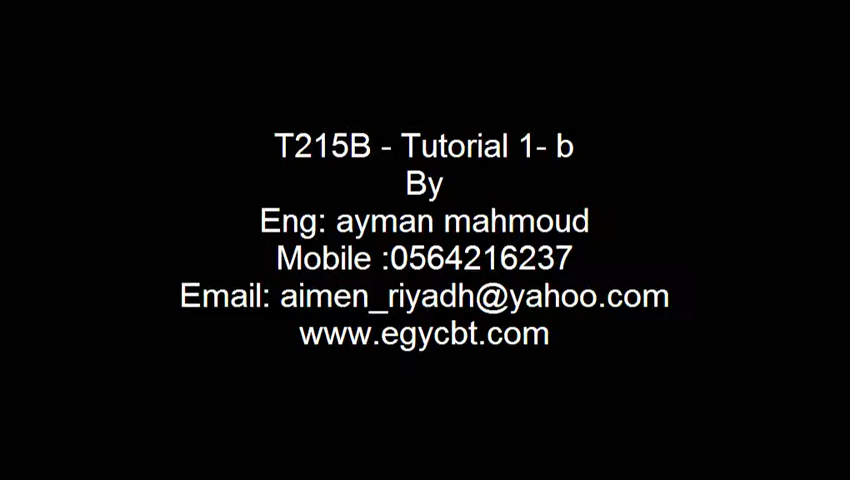 T215B - Tutorial 1- b
By
Eng: ayman mahmoud
Mobile :0564216237
Email: aimen_riyadh@yahoo.com
www.egycbt.com